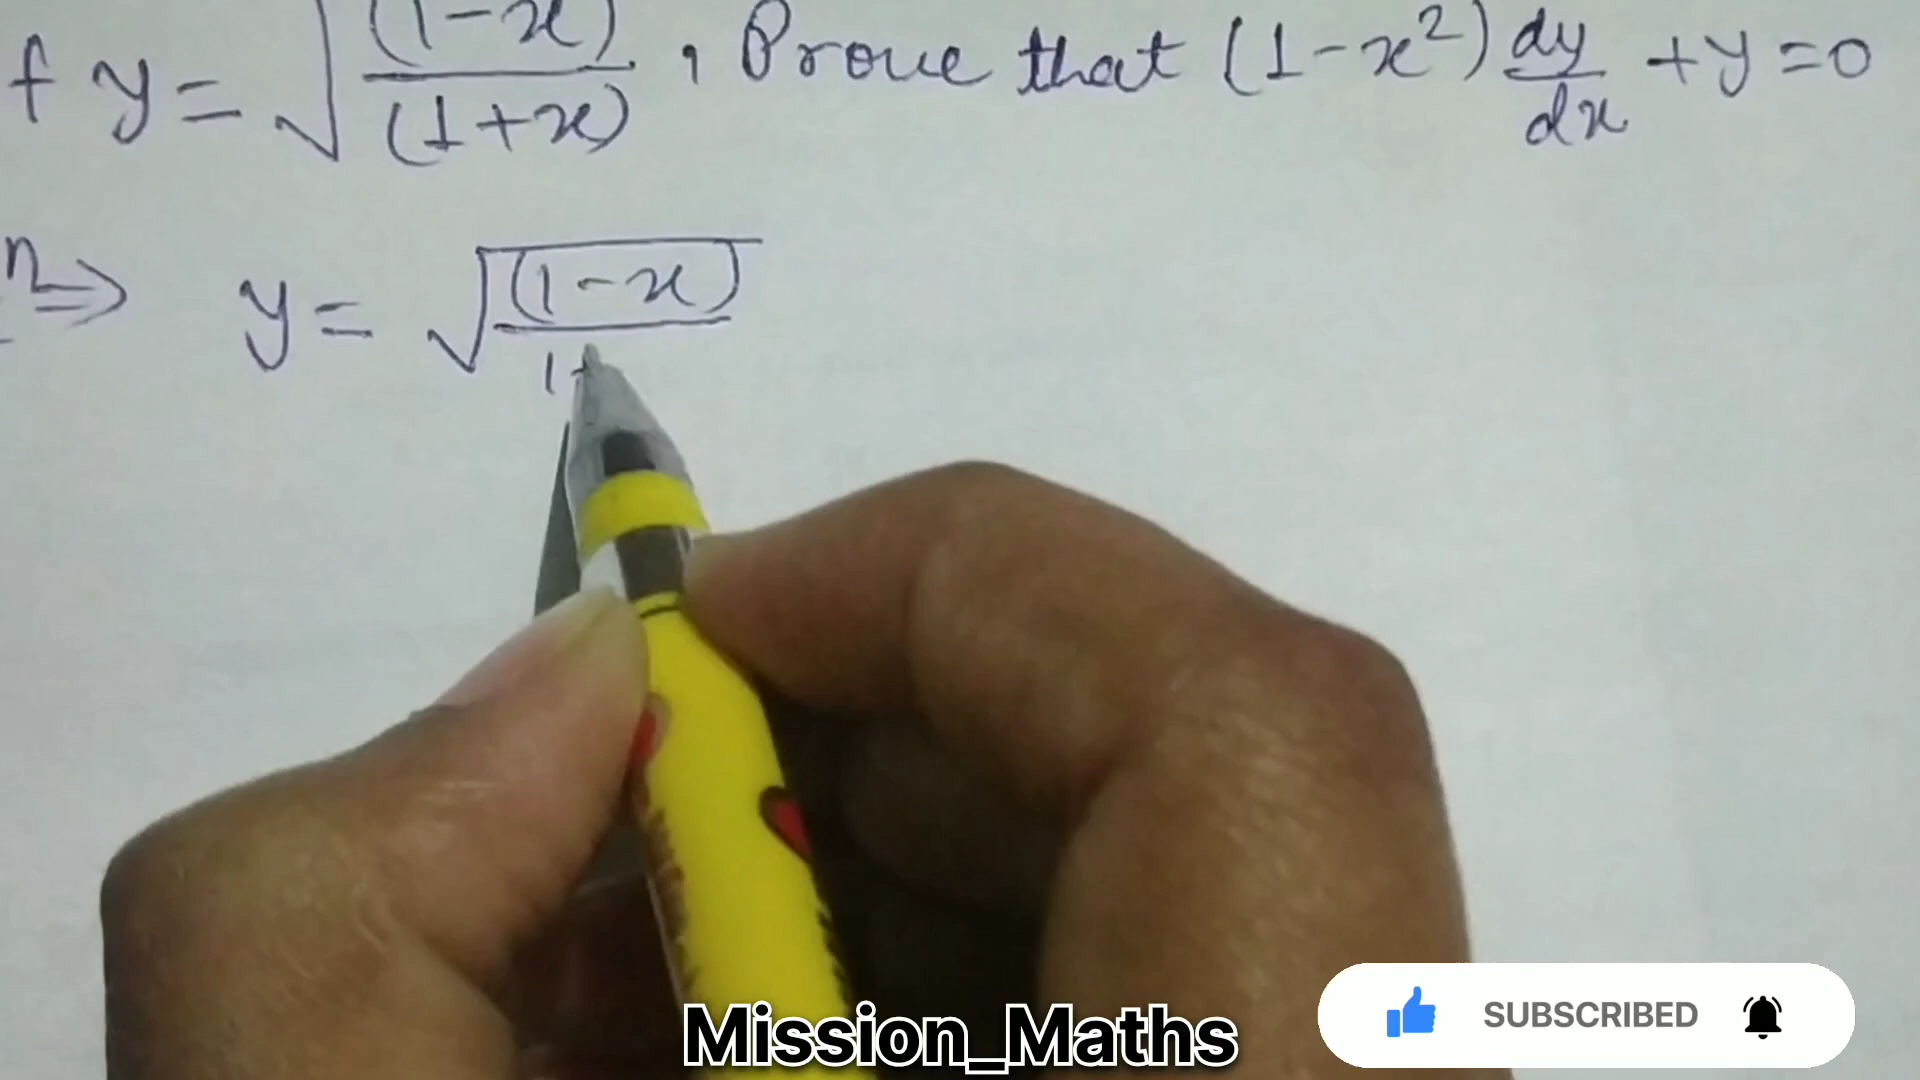 f y = √((1-x)/(1+x)), Prove that (1-x²) dy/dx + y = 0
n ⇒ y = √((1-x)/1+
Mission_Maths
SUBSCRIBED